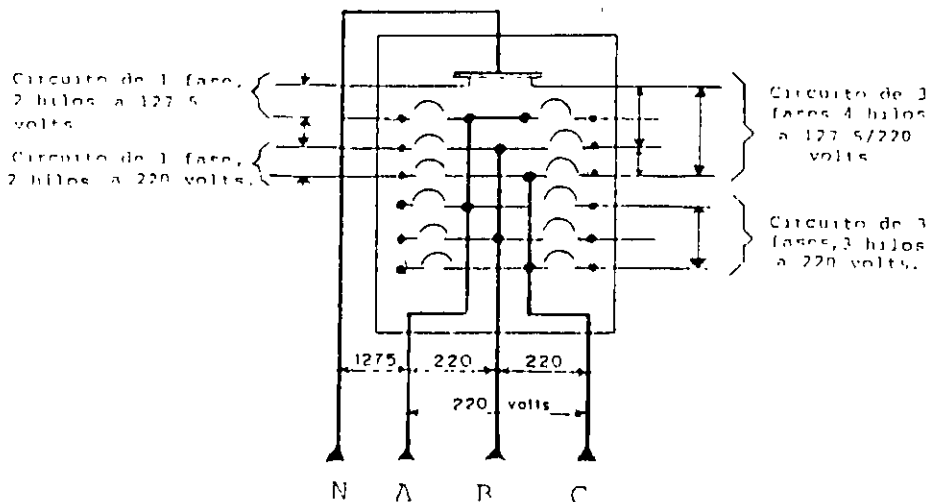 Circuito de 1 fase,
2 hilos a 127 5
volts
Circuito de 1 fase,
2 hilos a 220 volts.
Circuito de 3
fases 4 hilos
a 127 5/220
volts
Circuito de 3
fases, 3 hilos
a 220 volts.
1275
220
220
220 volts
N A B C